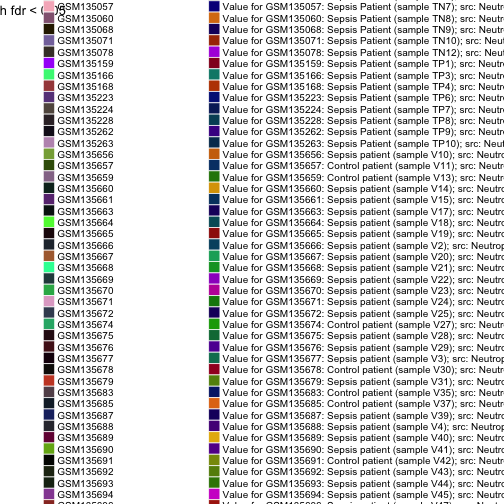 h fdr < 0.05
GSM135057 Value for GSM135057: Sepsis Patient (sample TN7); src: Neutr
GSM135060 Value for GSM135060: Sepsis Patient (sample TN8); src: Neutr
GSM135068 Value for GSM135068: Sepsis Patient (sample TN9); src: Neutr
GSM135071 Value for GSM135071: Sepsis Patient (sample TN10); src: Neut
GSM135078 Value for GSM135078: Sepsis Patient (sample TN12); src: Neut
GSM135159 Value for GSM135159: Sepsis Patient (sample TP1); src: Neutr
GSM135166 Value for GSM135166: Sepsis Patient (sample TP3); src: Neutr
GSM135168 Value for GSM135168: Sepsis Patient (sample TP4); src: Neutr
GSM135223 Value for GSM135223: Sepsis Patient (sample TP6); src: Neutr
GSM135224 Value for GSM135224: Sepsis Patient (sample TP7); src: Neutr
GSM135228 Value for GSM135228: Sepsis Patient (sample TP8); src: Neutr
GSM135262 Value for GSM135262: Sepsis Patient (sample TP9); src: Neutr
GSM135263 Value for GSM135263: Sepsis Patient (sample TP10); src: Neut
GSM135656 Value for GSM135656: Sepsis patient (sample V10); src: Neutro
GSM135657 Value for GSM135657: Control patient (sample V11); src: Neutr
GSM135659 Value for GSM135659: Control patient (sample V13); src: Neutr
GSM135660 Value for GSM135660: Sepsis patient (sample V14); src: Neutro
GSM135661 Value for GSM135661: Sepsis patient (sample V15); src: Neutro
GSM135663 Value for GSM135663: Sepsis patient (sample V17); src: Neutro
GSM135664 Value for GSM135664: Sepsis patient (sample V18); src: Neutro
GSM135665 Value for GSM135665: Sepsis patient (sample V19); src: Neutro
GSM135666 Value for GSM135666: Sepsis patient (sample V2); src: Neutrop
GSM135667 Value for GSM135667: Sepsis patient (sample V20); src: Neutro
GSM135668 Value for GSM135668: Sepsis patient (sample V21); src: Neutro
GSM135669 Value for GSM135669: Sepsis patient (sample V22); src: Neutro
GSM135670 Value for GSM135670: Sepsis patient (sample V23); src: Neutro
GSM135671 Value for GSM135671: Sepsis patient (sample V24); src: Neutro
GSM135672 Value for GSM135672: Sepsis patient (sample V25); src: Neutro
GSM135674 Value for GSM135674: Control patient (sample V27); src: Neutr
GSM135675 Value for GSM135675: Sepsis patient (sample V28); src: Neutro
GSM135676 Value for GSM135676: Sepsis patient (sample V29); src: Neutro
GSM135677 Value for GSM135677: Sepsis patient (sample V3); src: Neutrop
GSM135678 Value for GSM135678: Control patient (sample V30); src: Neutr
GSM135679 Value for GSM135679: Sepsis patient (sample V31); src: Neutro
GSM135683 Value for GSM135683: Control patient (sample V35); src: Neutr
GSM135685 Value for GSM135685: Control patient (sample V37); src: Neutr
GSM135687 Value for GSM135687: Sepsis patient (sample V39); src: Neutro
GSM135688 Value for GSM135688: Sepsis patient (sample V4); src: Neutrop
GSM135689 Value for GSM135689: Sepsis patient (sample V40); src: Neutro
GSM135690 Value for GSM135690: Sepsis patient (sample V41); src: Neutro
GSM135691 Value for GSM135691: Control patient (sample V42); src: Neutr
GSM135692 Value for GSM135692: Sepsis patient (sample V43); src: Neutro
GSM135693 Value for GSM135693: Sepsis patient (sample V44); src: Neutro
GSM135694 Value for GSM135694: Sepsis patient (sample V45); src: Neutro